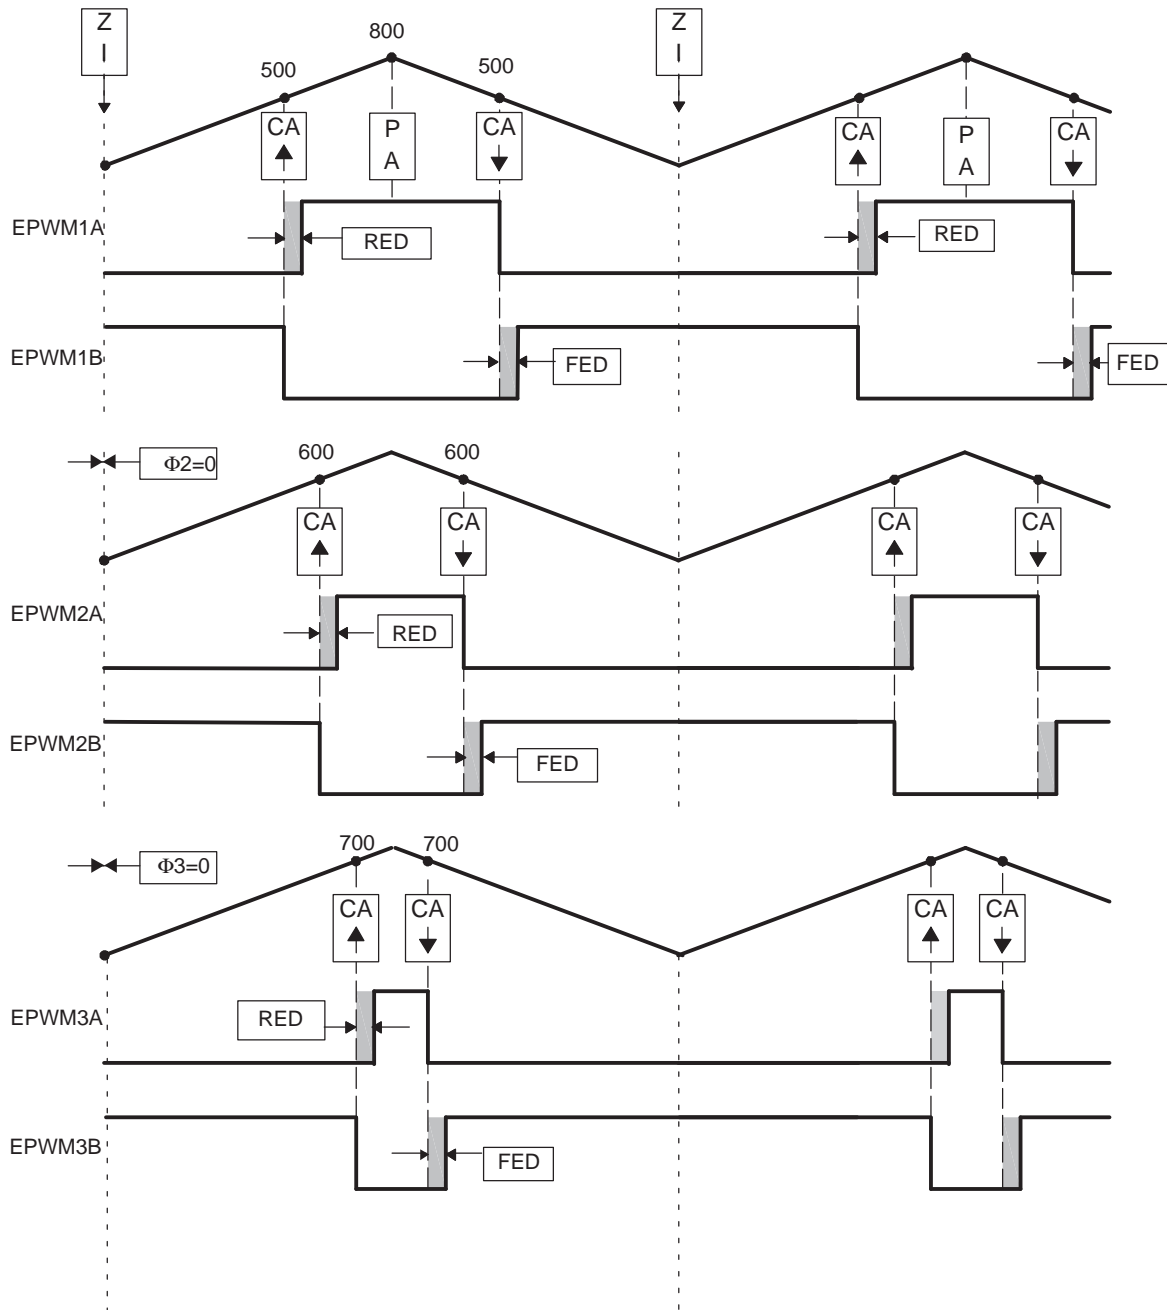 Z
I
Z
I
800
500
500
CA
P
A
CA
CA
P
A
CA
EPWM1A
RED
RED
EPWM1B
FED
FED
Φ2=0
600
600
CA
CA
CA
CA
EPWM2A
RED
EPWM2B
FED
Φ3=0
700
700
CA
CA
CA
CA
EPWM3A
RED
EPWM3B
FED